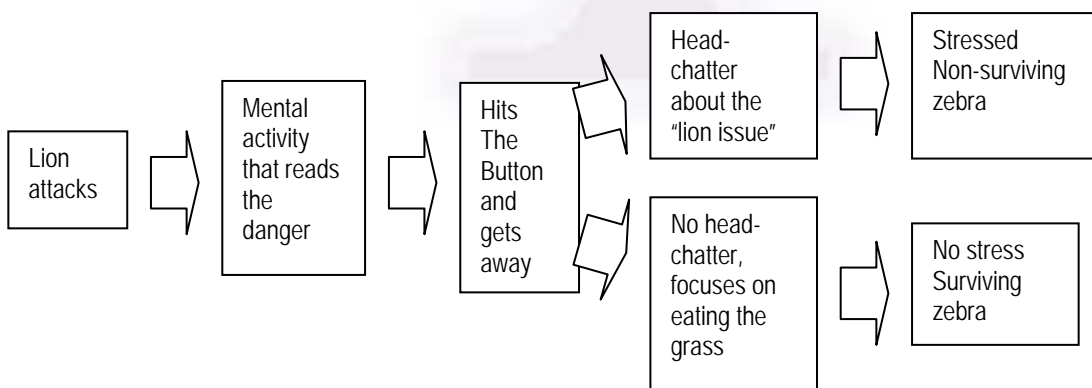 Lion
attacks
Mental
activity
that reads
the
danger
Hits
The
Button
and
gets
away
Head-
chatter
about the
“lion issue”
Stressed
Non-surviving
zebra
No head-
chatter,
focuses on
eating the
grass
No stress
Surviving
zebra